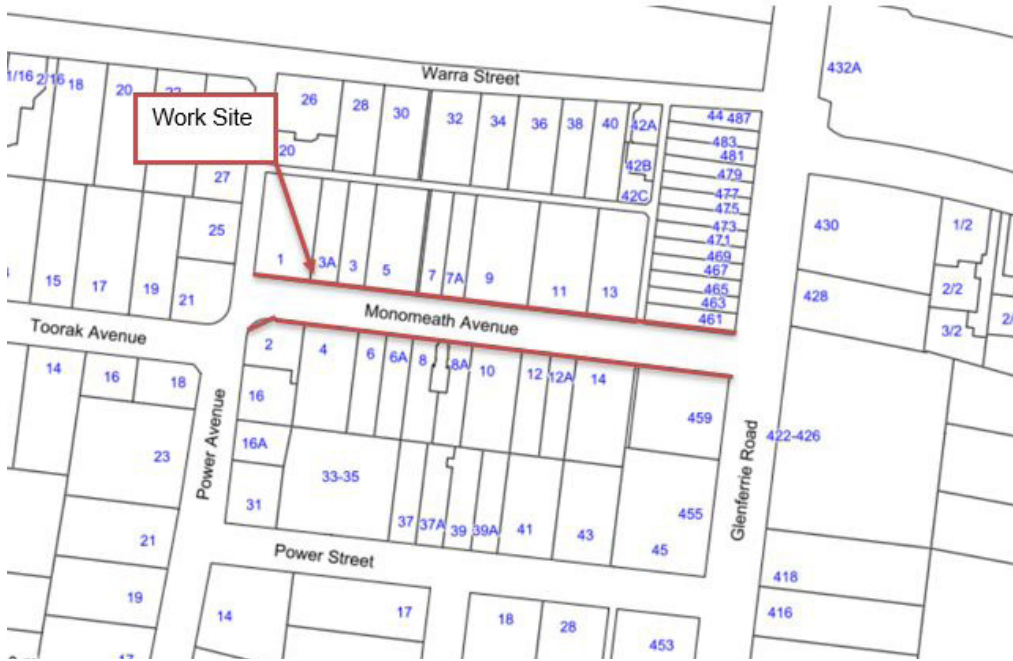 Warra Street
432A
1/16 2/16 18 20 26 28 30 32 34 36 38 40 42A 44 487
Work Site
483
481
20 42B 479
27 42C 477
475
25 430 1/2
473
471
469
1 3A 3 5 7 7A 9 467
15 17 19 21 11 13 465 428 2/2
463
461 3/2
Monomeath Avenue
Toorak Avenue
2 4 6 6A 8 8A 10 12 12A 14
14 16 18 16 459
Power Avenue
Glenferrie Road
422-426
16A
23 33-35
31 37 37A 39 39A 41 43 455
21 45
Power Street
418
19 14 17 18 28 416
453
17